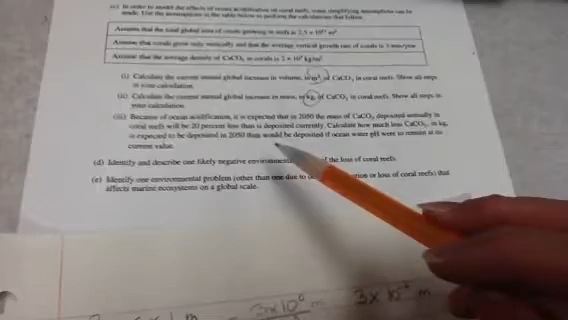 (c) In order to model the effects of ocean acidification on coral reefs, some simplifying assumptions can be
made. Use the assumptions in the table below to perform the calculations that follow.
Assume that the total global area of corals growing in reefs is 2.5 × 10¹¹ m²
Assume that corals grow only vertically and that the average vertical growth rate of corals is 3 mm/year
Assume that the average density of CaCO₃ in corals is 2 × 10³ kg/m³
(i) Calculate the current annual global increase in volume, in m³, of CaCO₃ in coral reefs. Show all steps
in your calculation.
(ii) Calculate the current annual global increase in mass, in kg, of CaCO₃ in coral reefs. Show all steps in
your calculation.
(iii) Because of ocean acidification, it is expected that in 2050 the mass of CaCO₃ deposited annually in
coral reefs will be 20 percent less than is deposited currently. Calculate how much less CaCO₃, in kg,
is expected to be deposited in 2050 than would be deposited if ocean water pH were to remain at its
current value.
(d) Identify and describe one likely negative environmental of the loss of coral reefs.
(e) Identify one environmental problem (other than one due to or loss of coral reefs) that
affects marine ecosystems on a global scale.
1 m = 3×10⁰ m 3×10⁻³ m